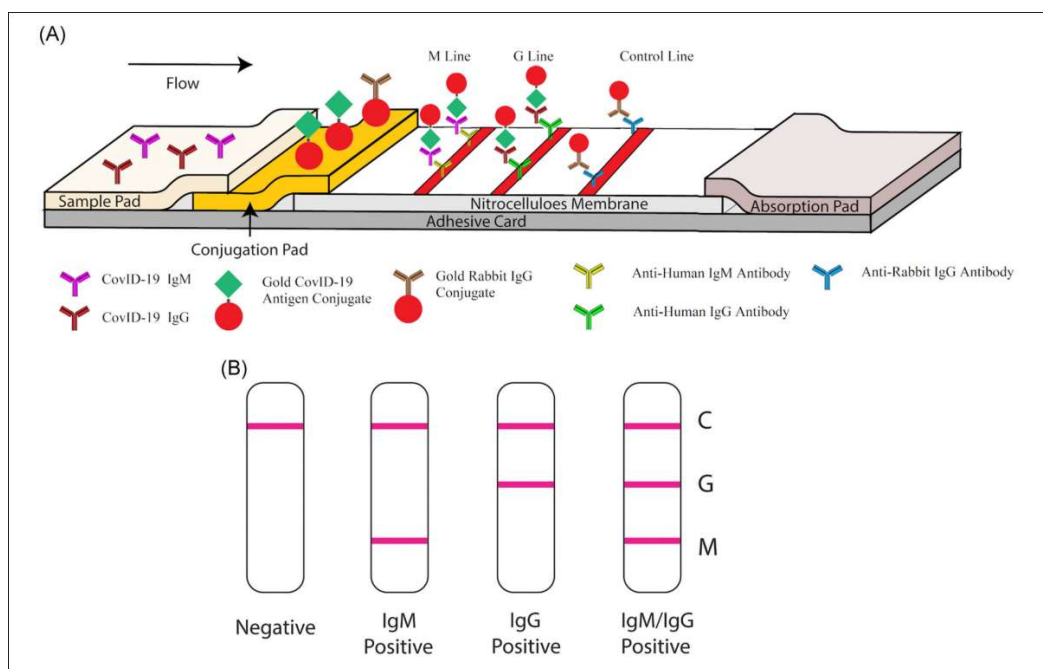 (A)
M Line
G Line
Control Line
Flow
Sample Pad
Nitrocelluloes Membrane
Absorption Pad
Adhesive Card
Conjugation Pad
CovID-19 IgM
Gold CovID-19
Antigen Conjugate
Gold Rabbit IgG
Conjugate
Anti-Human IgM Antibody
Anti-Rabbit IgG Antibody
CovID-19 IgG
Anti-Human IgG Antibody
(B)
C
G
M
Negative
IgM
Positive
IgG
Positive
IgM/IgG
Positive